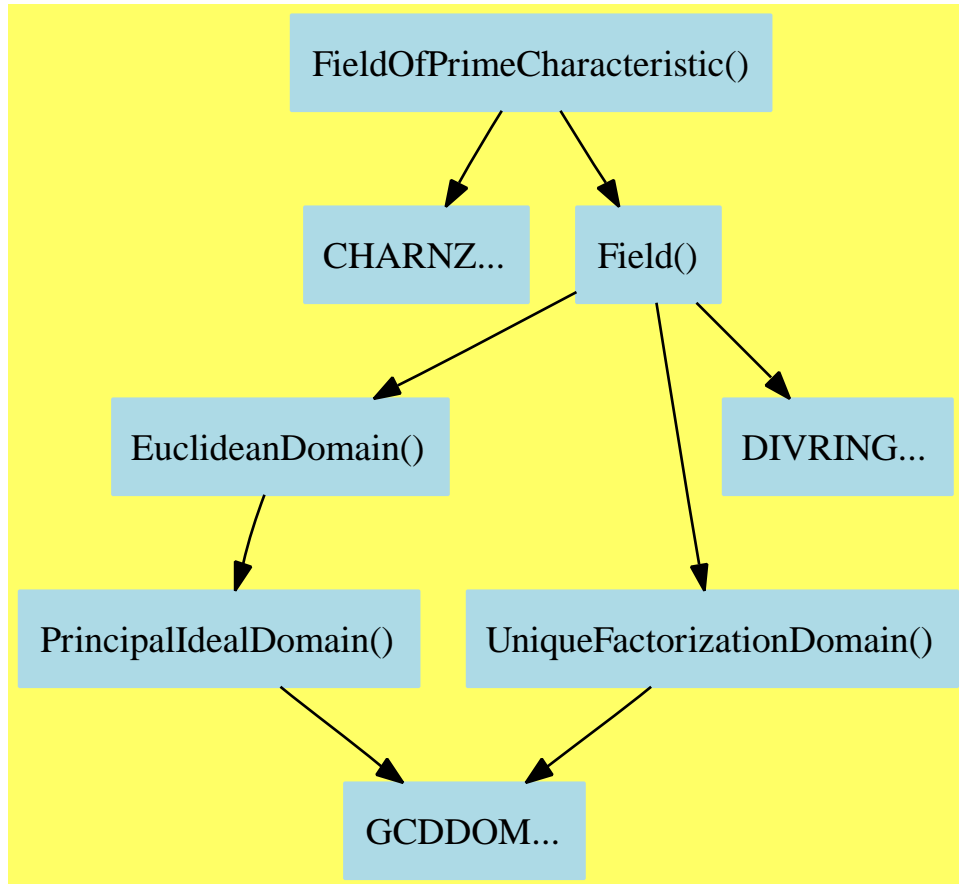 FieldOfPrimeCharacteristic()
CHARNZ...
Field()
EuclideanDomain()
DIVRING...
PrincipalIdealDomain()
UniqueFactorizationDomain()
GCDDOM...